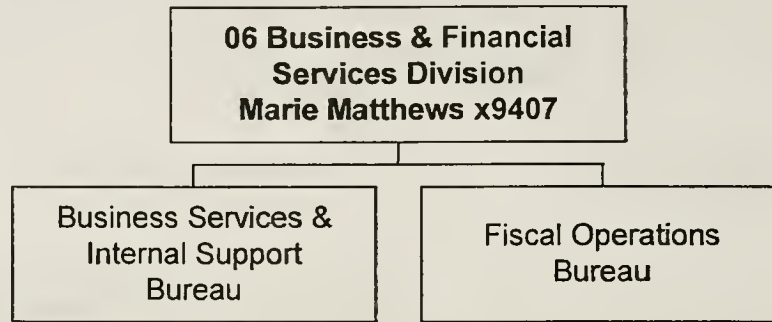 06 Business & Financial
Services Division
Marie Matthews x9407
Business Services &
Internal Support
Bureau
Fiscal Operations
Bureau